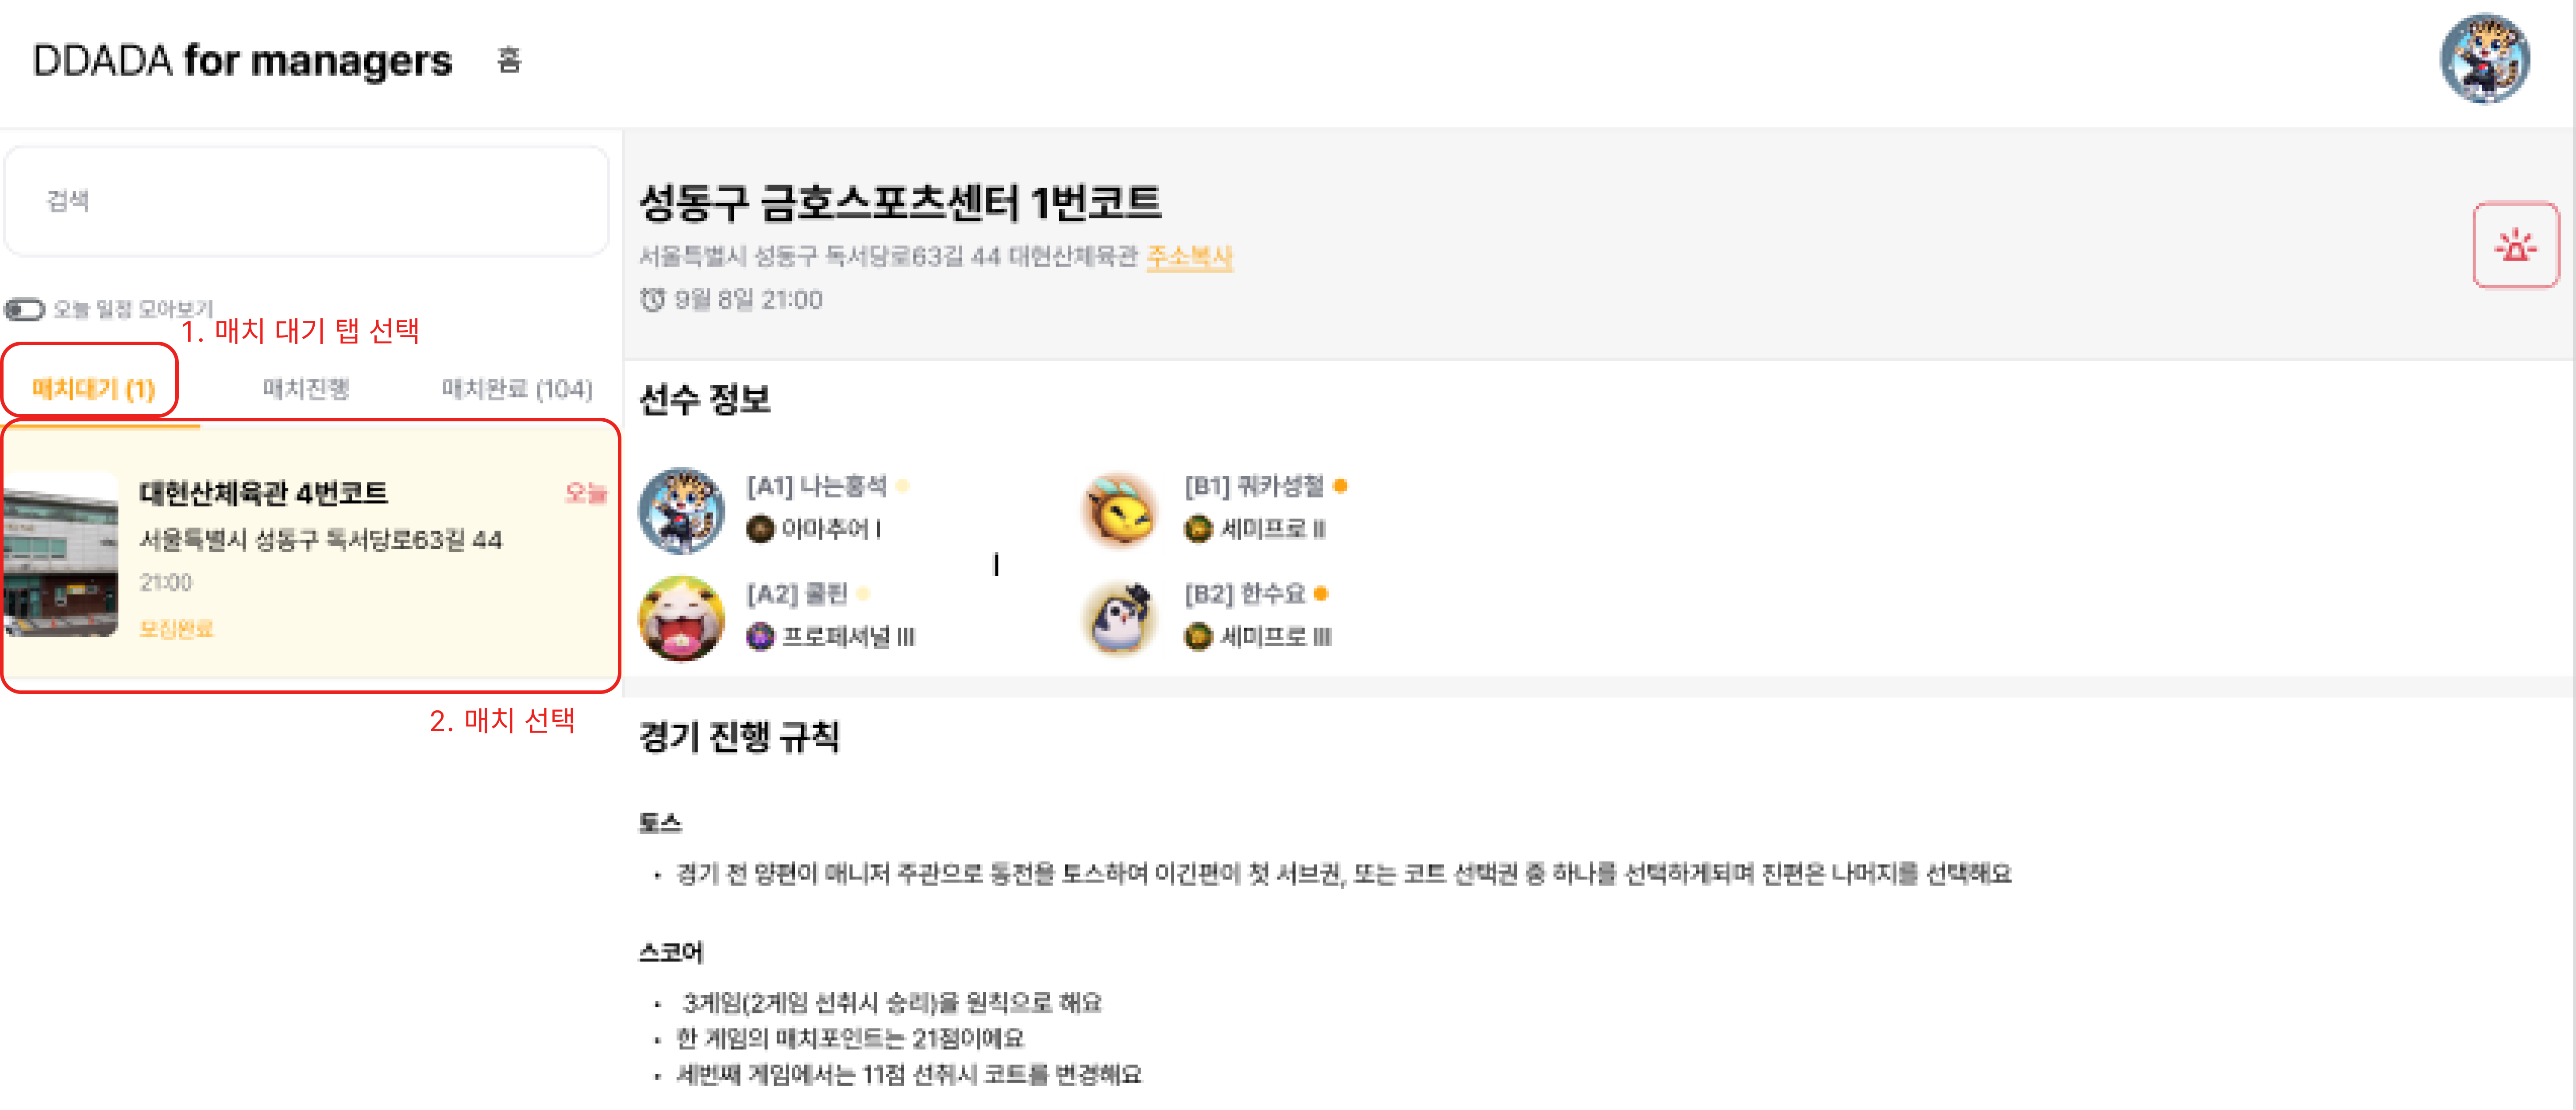 DDADA for managers 홈
검색
오늘 일정 모아보기
1. 매치 대기 탭 선택
매치대기 (1) 매치진행 매치완료 (104)
대현산체육관 4번코트 오늘
서울특별시 성동구 독서당로63길 44
21:00
모집완료
2. 매치 선택
성동구 금호스포츠센터 1번코트
서울특별시 성동구 독서당로63길 44 대현산체육관 주소복사
9월 8일 21:00
선수 정보
[A1] 나는홍석
아마추어 I
[B1] 쿼카성철
세미프로 II
[A2] 쿨핀
프로페셔널 III
[B2] 한수요
세미프로 III
경기 진행 규칙
토스
• 경기 전 양편이 매니저 주관으로 동전을 토스하여 이긴편이 첫 서브권, 또는 코트 선택권 중 하나를 선택하게되며 진편은 나머지를 선택해요
스코어
• 3게임(2게임 선취시 승리)을 원칙으로 해요
• 한 게임의 매치포인트는 21점이에요
• 세번째 게임에서는 11점 선취시 코트를 변경해요